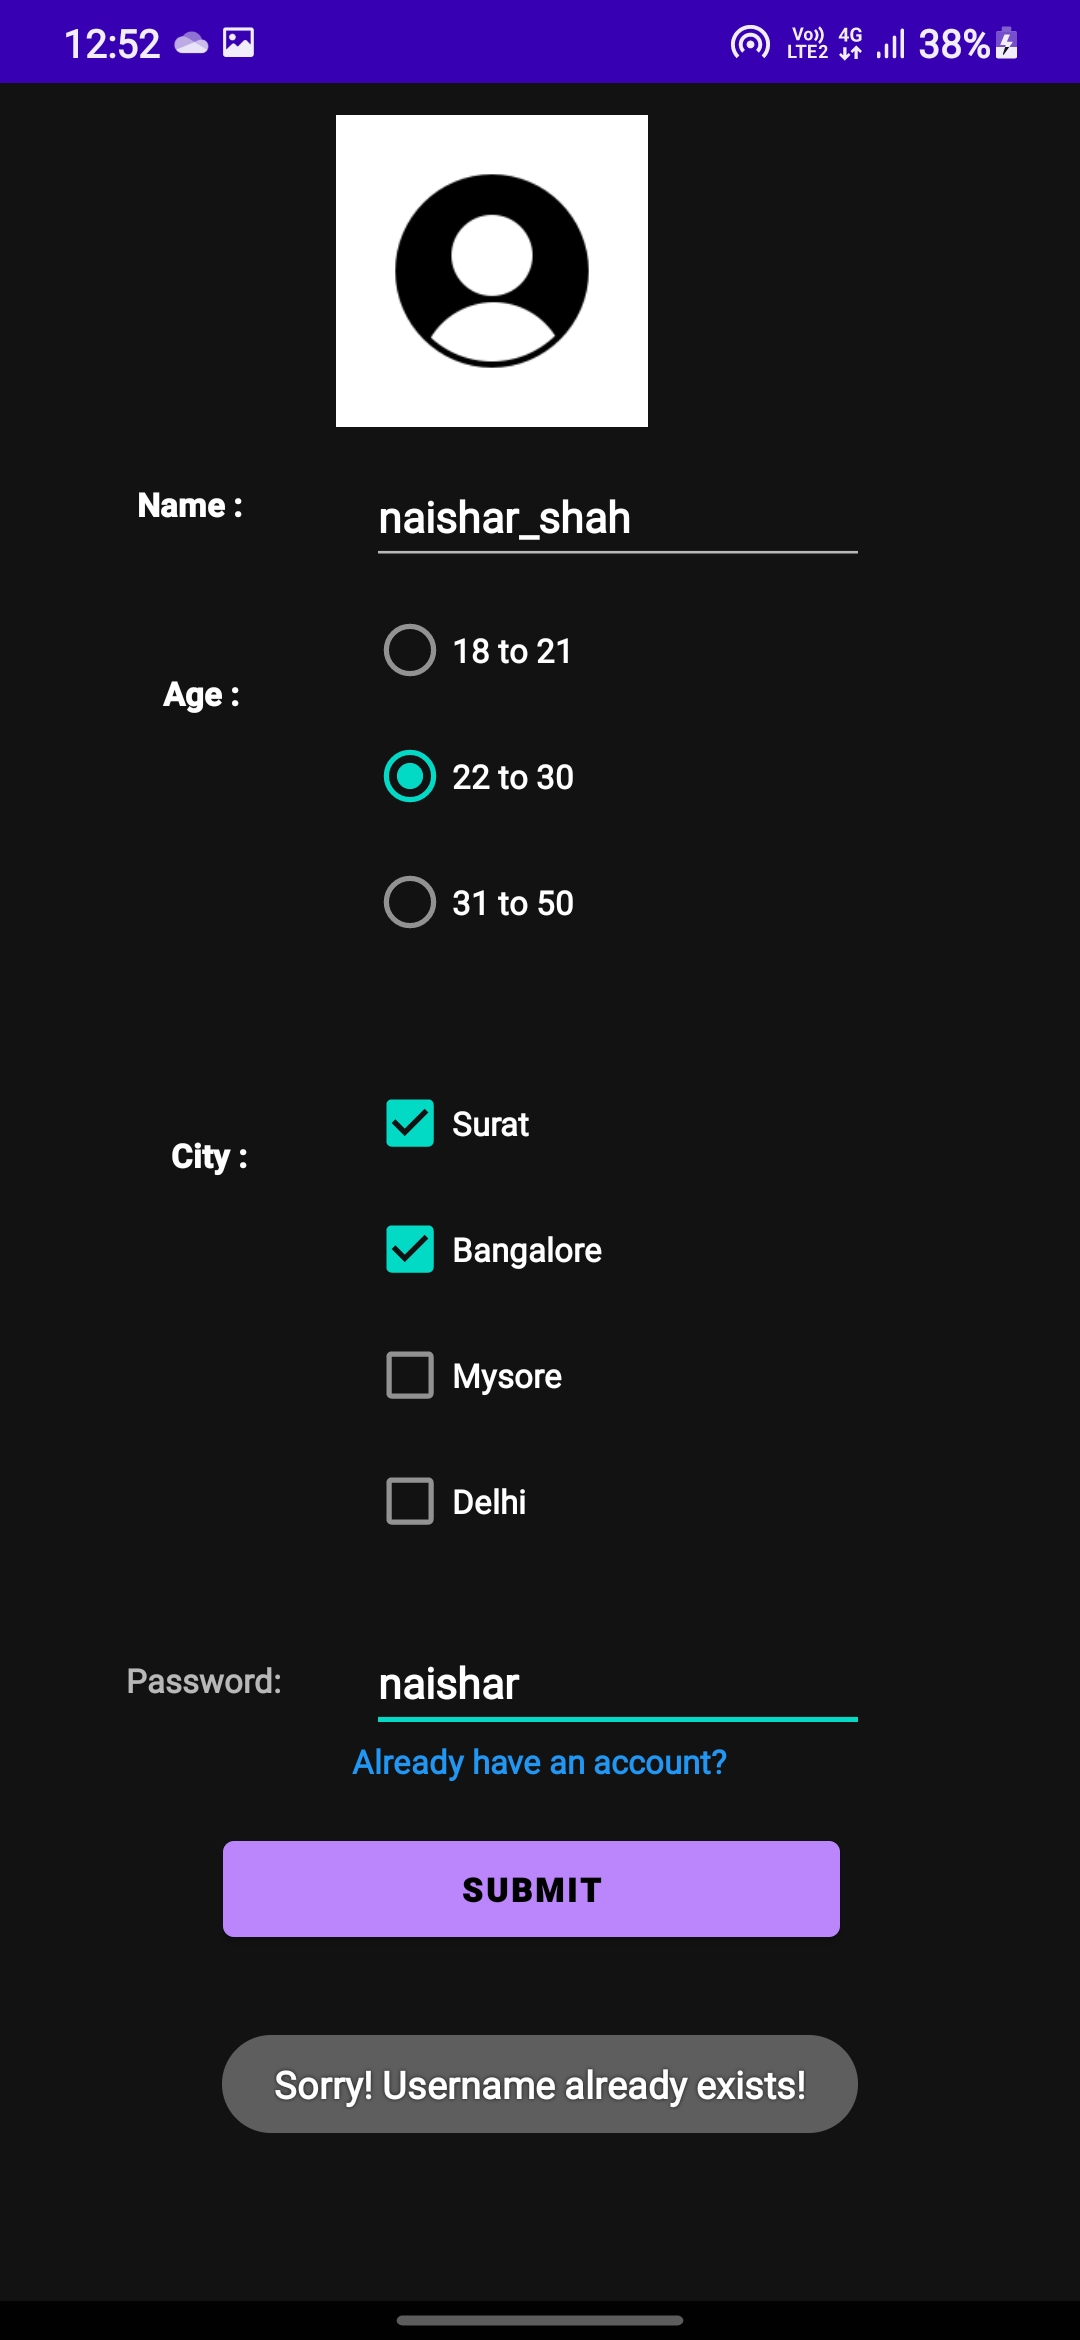 12:52 Vo)) LTE2 4G 38%
Name : naishar_shah
18 to 21
Age :
22 to 30
31 to 50
Surat
City :
Bangalore
Mysore
Delhi
Password: naishar
Already have an account?
SUBMIT
Sorry! Username already exists!